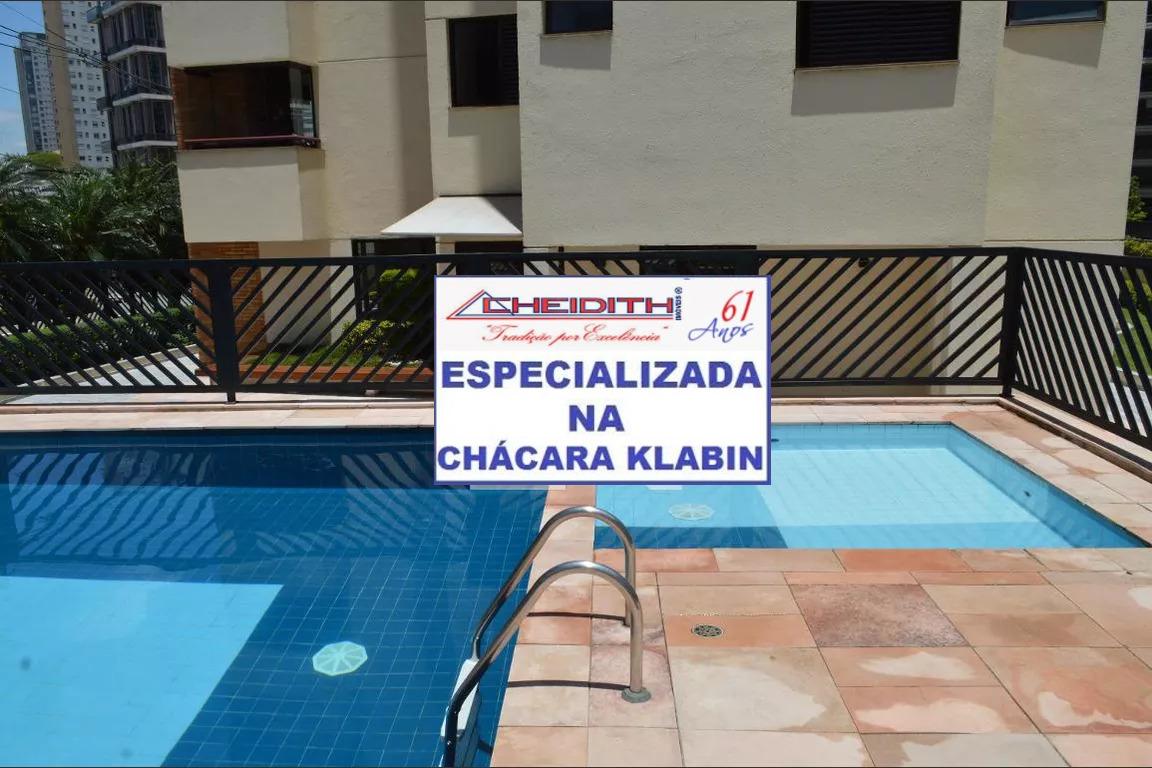 CHEIDITH IMÓVEIS ® 61
"Tradição por Excelência" Anos
ESPECIALIZADA
NA
CHÁCARA KLABIN